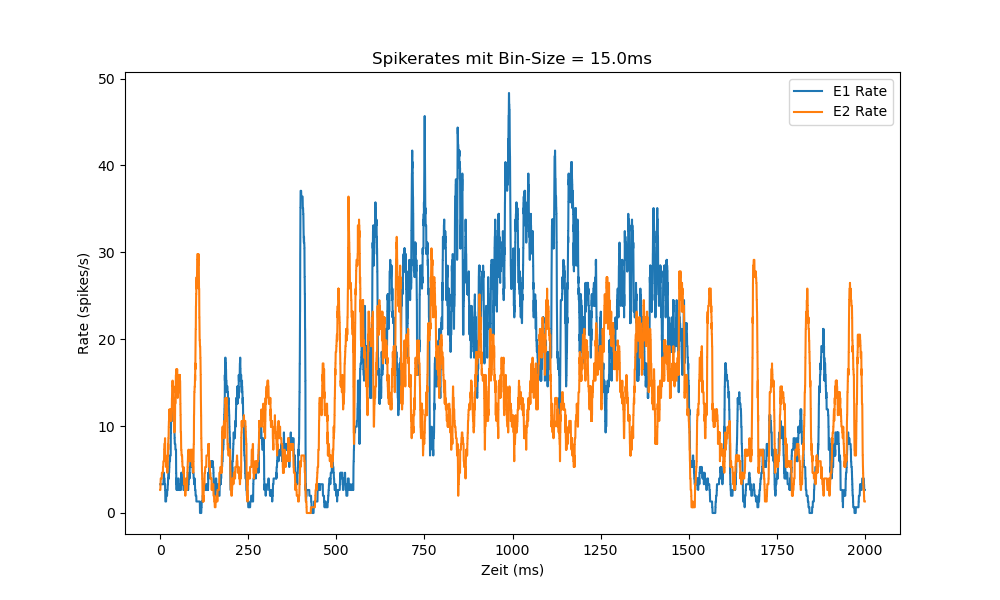 Spikerates mit Bin-Size = 15.0ms
E1 Rate
E2 Rate
50
40
30
20
10
0
Rate (spikes/s)
0 250 500 750 1000 1250 1500 1750 2000
Zeit (ms)